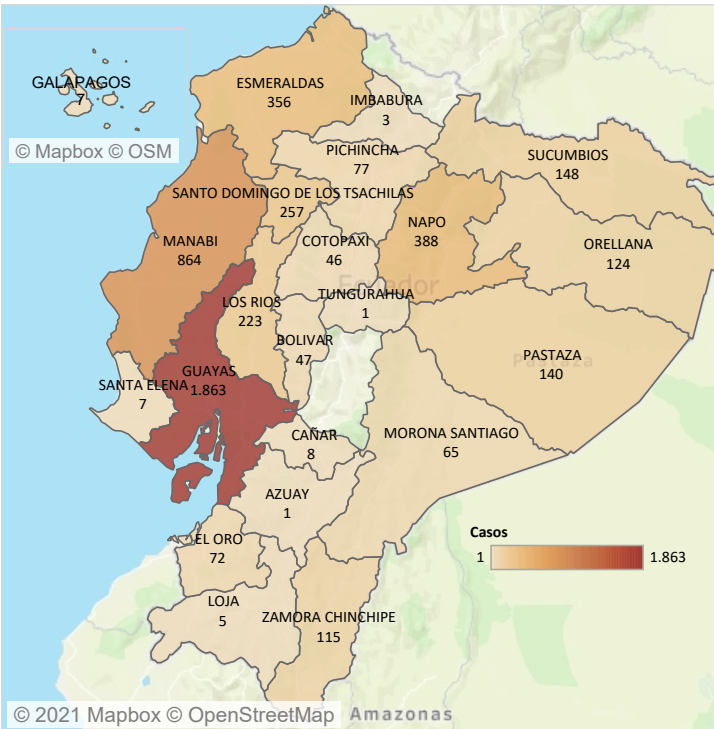 GALAPAGOS
7
© Mapbox © OSM
ESMERALDAS
356
IMBABURA
3
PICHINCHA
77
SUCUMBIOS
148
SANTO DOMINGO DE LOS TSACHILAS
257
NAPO
388
MANABI
864
COTOPAXI
46
ORELLANA
124
Ecuador
TUNGURAHUA
1
LOS RIOS
223
BOLIVAR
47
Pastaza
PASTAZA
140
GUAYAS
1.863
SANTA ELENA
7
CAÑAR
8
MORONA SANTIAGO
65
AZUAY
1
EL ORO
72
Casos
1
1.863
LOJA
5
ZAMORA CHINCHIPE
115
© 2021 Mapbox © OpenStreetMap
Amazonas